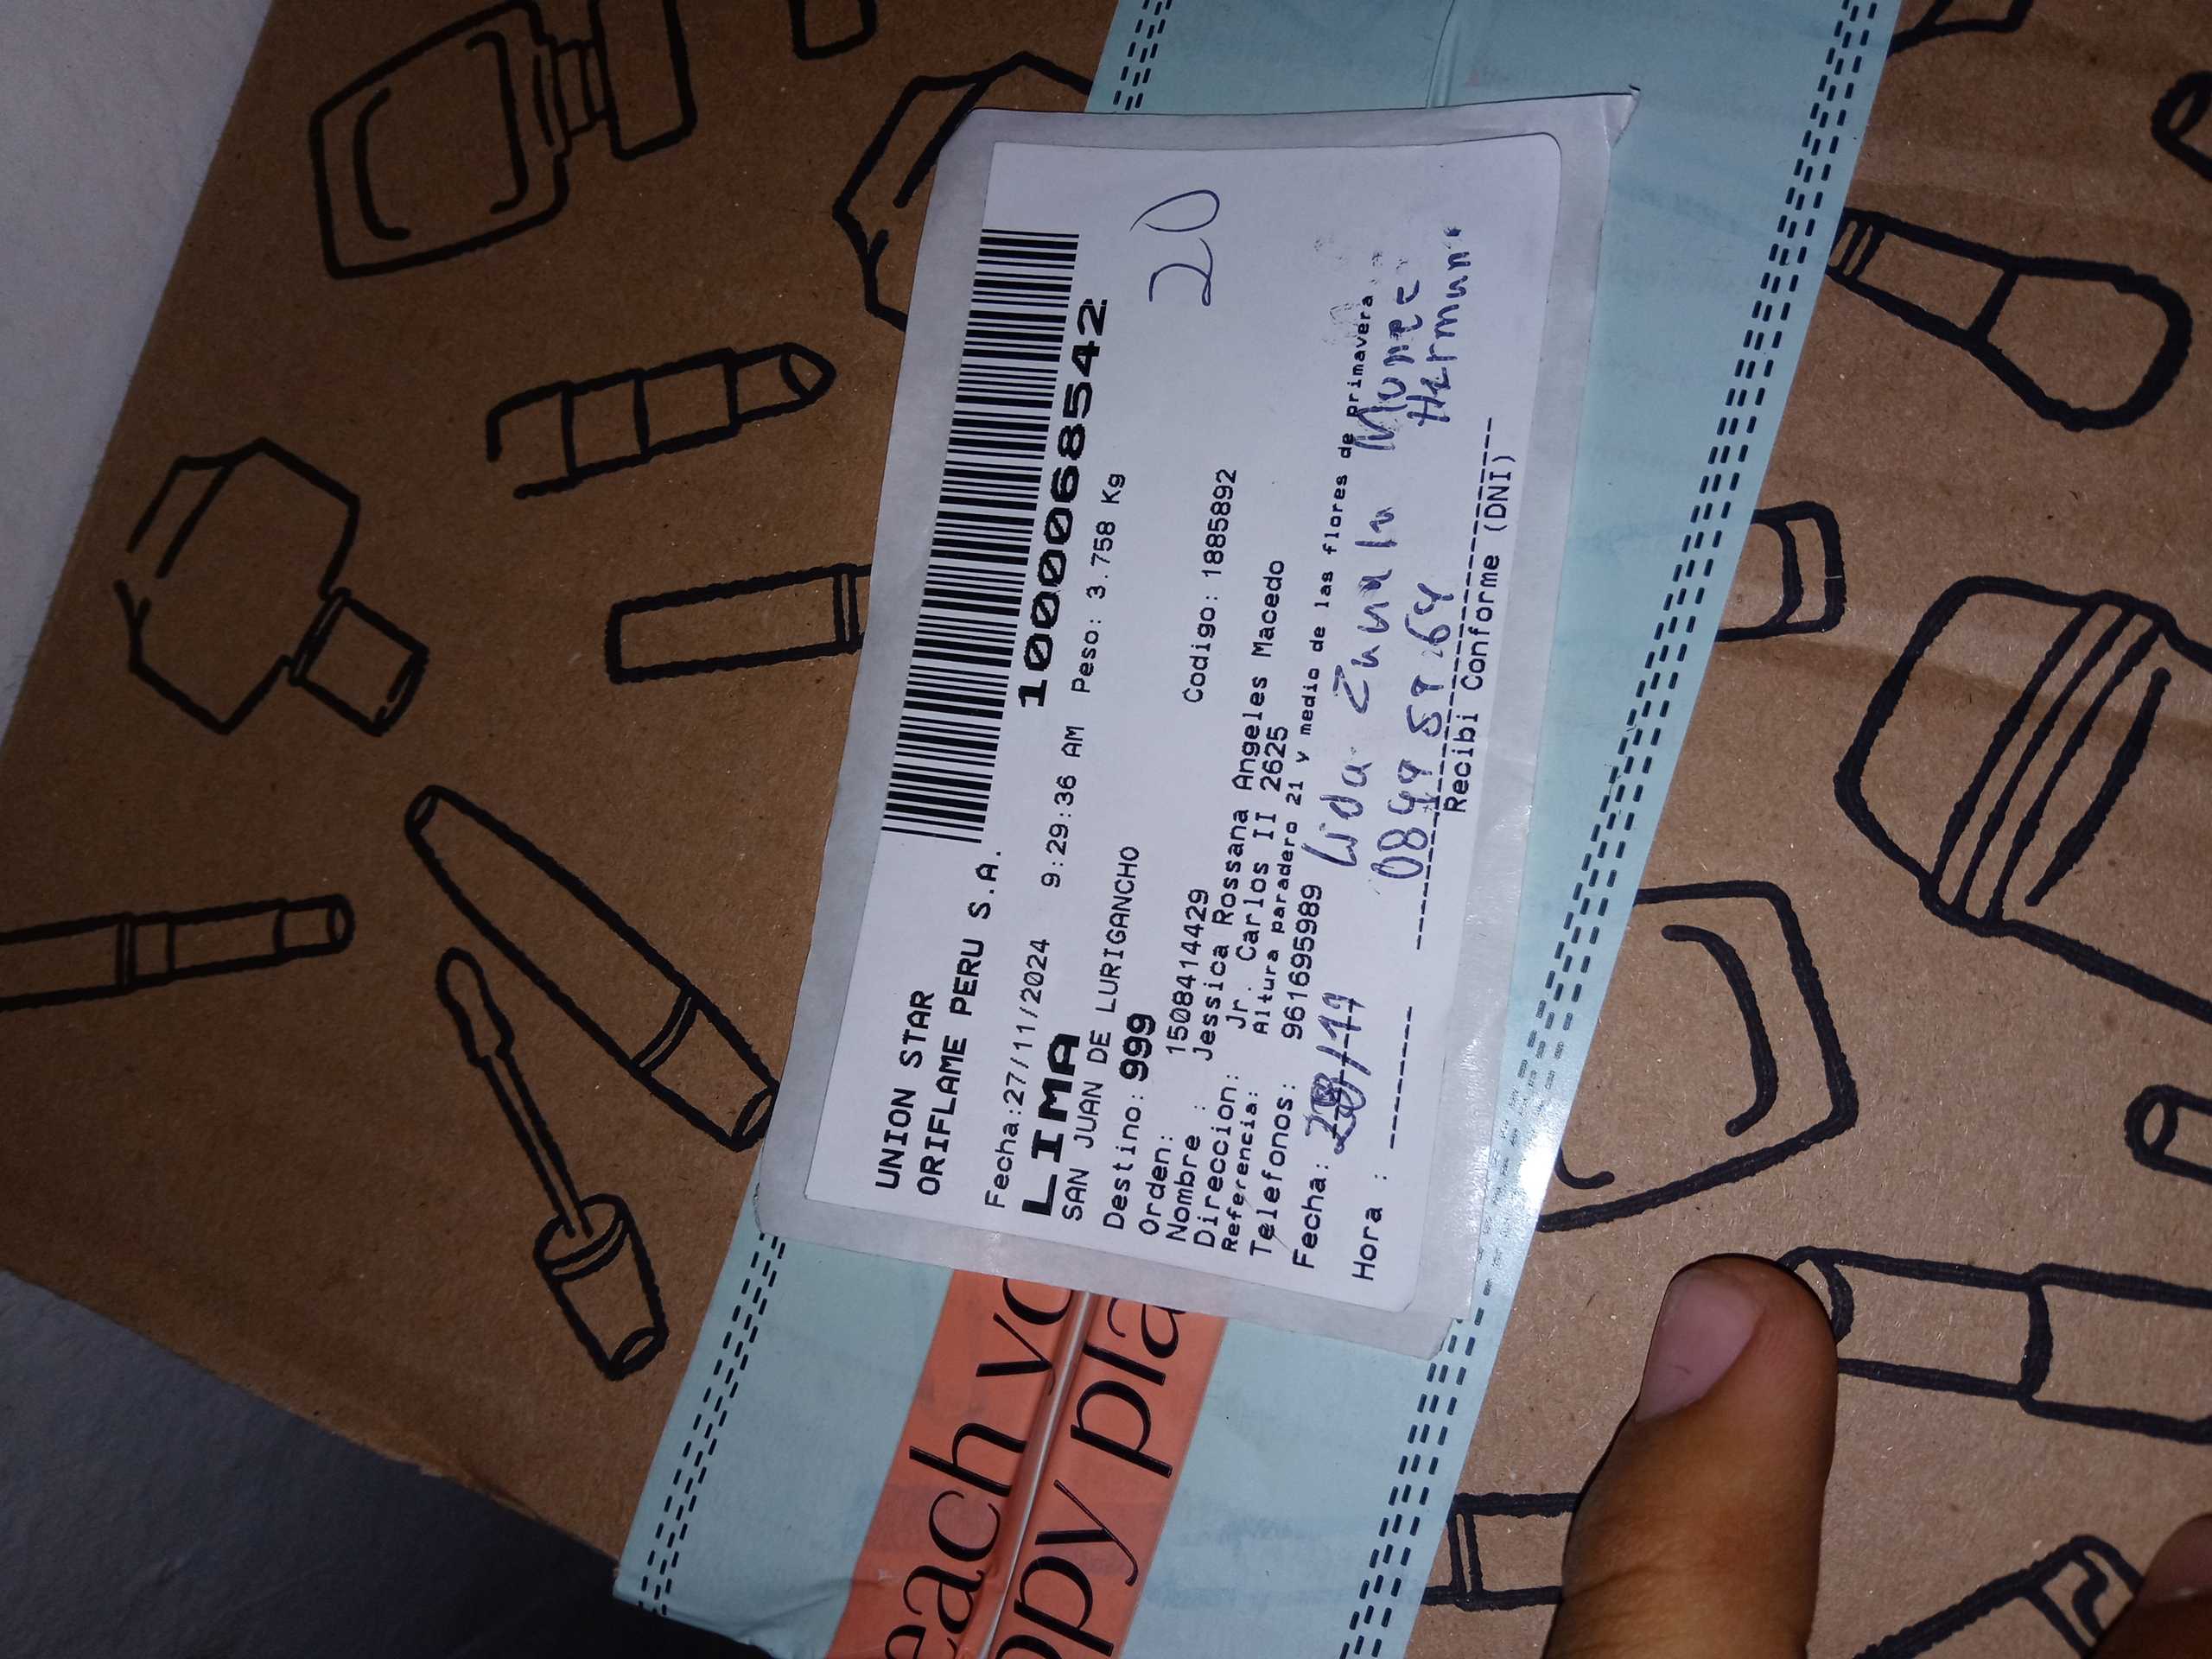 UNION STAR
ORIFLAME PERU S.A.
1000068542
Fecha:27/11/2024 9:29:36 AM Peso: 3.758 Kg
LIMA
SAN JUAN DE LURIGANCHO
20
Destino: 999
Orden: 1508414429 Codigo: 1885892
Nombre : Jessica Rossana Angeles Macedo
Direccion: Jr. Carlos II 2625
Referencia: Altura paradero 21 y medio de las flores de primavera
Telefonos: 961695989
Fecha: 28/11
Lida
Recibi Conforme (DNI)
Hora :
each yo
ppy pla